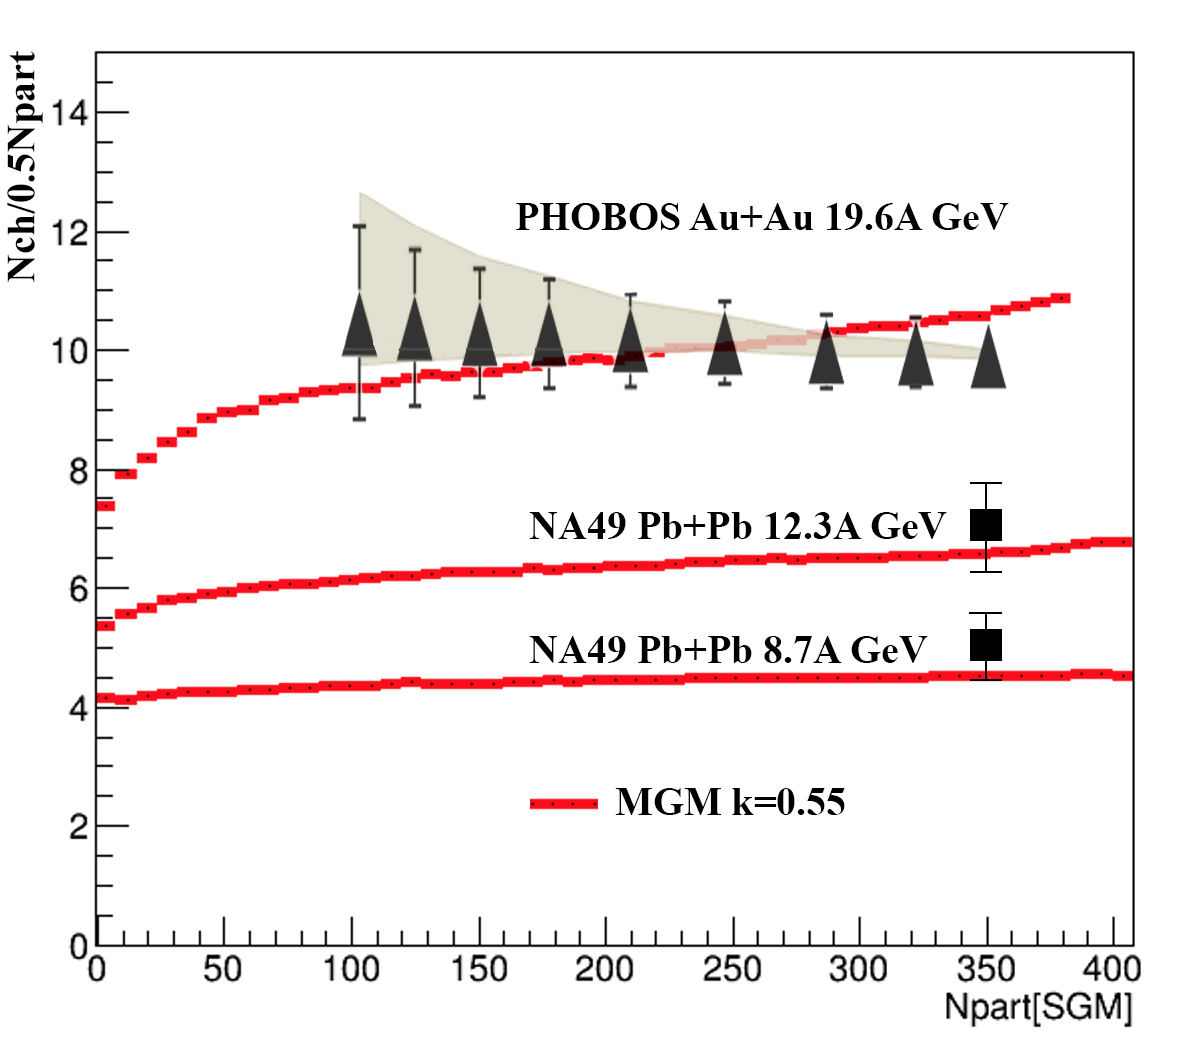 Nch/0.5Npart
14
12
10
8
6
4
2
0
PHOBOS Au+Au 19.6A GeV
NA49 Pb+Pb 12.3A GeV
NA49 Pb+Pb 8.7A GeV
MGM k=0.55
0 50 100 150 200 250 300 350 400
Npart[SGM]